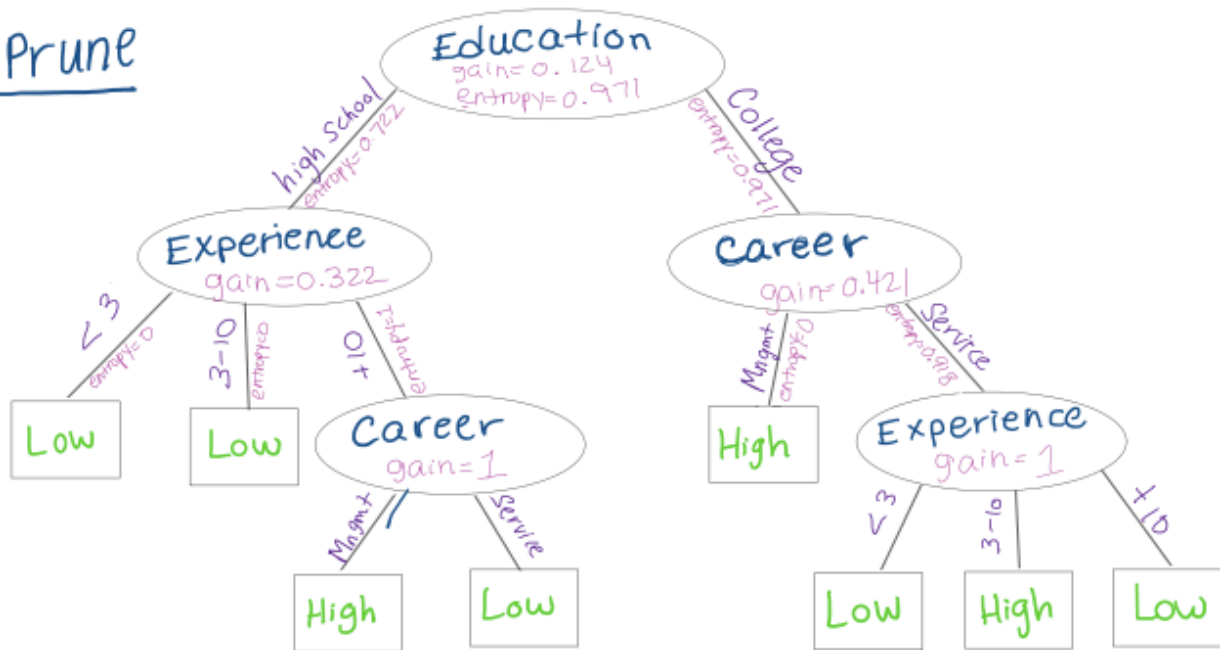 Prune
Education
gain=0.124
entropy=0.971
high School
entropy=0.722
College
entropy=0.971
Experience
gain=0.322
Career
gain=0.421
<3
entropy=0
3-10
entropy=0
+10
entropy=1
Mngmt
entropy=0
Service
entropy=0.918
Low
Low
Career
gain=1
High
Experience
gain=1
Mngmt
Service
<3
3-10
+10
High
Low
Low
High
Low